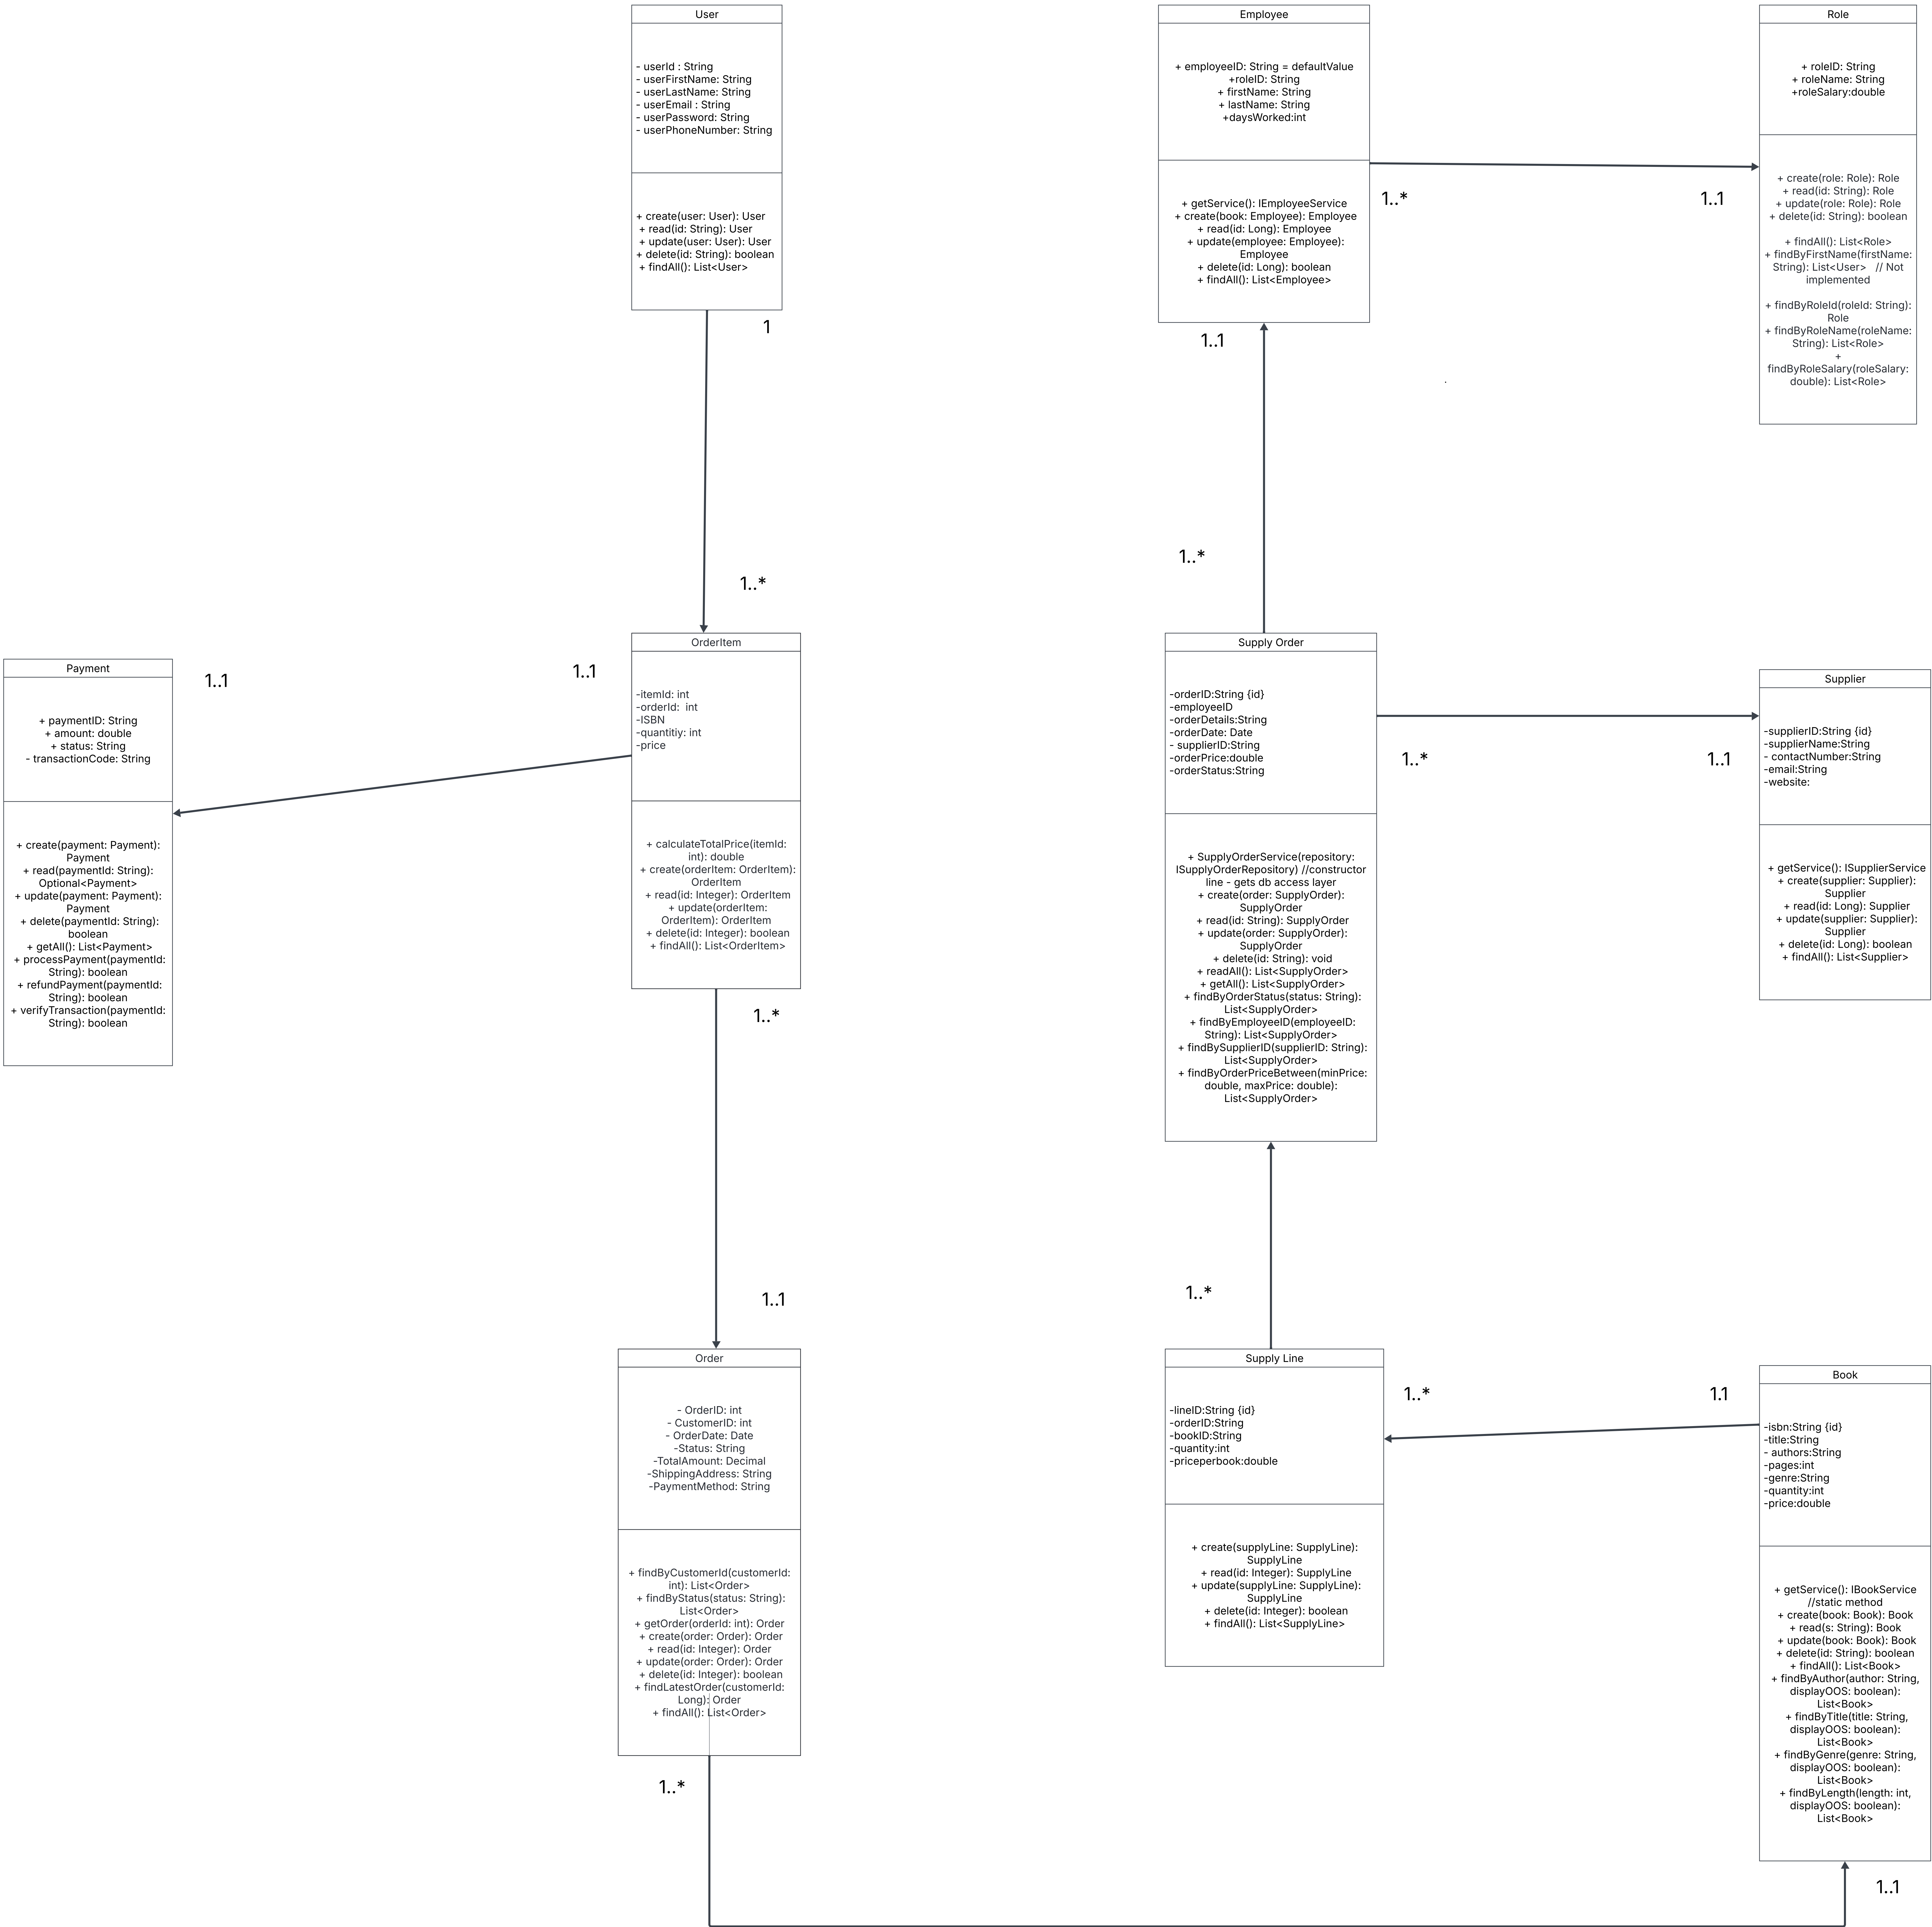 User
- userId : String
- userFirstName: String
- userLastName: String
- userEmail : String
- userPassword: String
- userPhoneNumber: String
+ create(user: User): User
+ read(id: String): User
+ update(user: User): User
+ delete(id: String): boolean
+ findAll(): List<User>
1
1..*
Employee
+ employeeID: String = defaultValue
+roleID: String
+ firstName: String
+ lastName: String
+daysWorked:int
+ getService(): IEmployeeService
+ create(book: Employee): Employee
+ read(id: Long): Employee
+ update(employee: Employee):
Employee
+ delete(id: Long): boolean
+ findAll(): List<Employee>
1..*
1..1
1..1
1..*
Role
+ roleID: String
+ roleName: String
+roleSalary:double
+ create(role: Role): Role
+ read(id: String): Role
+ update(role: Role): Role
+ delete(id: String): boolean
+ findAll(): List<Role>
+ findByFirstName(firstName:
String): List<User>   // Not
implemented
+ findByRoleId(roleId: String):
Role
+ findByRoleName(roleName:
String): List<Role>
+
findByRoleSalary(roleSalary:
double): List<Role>
.
Payment
+ paymentID: String
+ amount: double
+ status: String
- transactionCode: String
+ create(payment: Payment):
Payment
+ read(paymentId: String):
Optional<Payment>
+ update(payment: Payment):
Payment
+ delete(paymentId: String):
boolean
+ getAll(): List<Payment>
+ processPayment(paymentId:
String): boolean
+ refundPayment(paymentId:
String): boolean
+ verifyTransaction(paymentId:
String): boolean
1..1
1..1
OrderItem
-itemId: int
-orderId:  int
-ISBN
-quantitiy: int
-price
+ calculateTotalPrice(itemId:
int): double
+ create(orderItem: OrderItem):
OrderItem
+ read(id: Integer): OrderItem
+ update(orderItem:
OrderItem): OrderItem
+ delete(id: Integer): boolean
+ findAll(): List<OrderItem>
1..*
1..1
Supply Order
-orderID:String {id}
-employeeID
-orderDetails:String
-orderDate: Date
- supplierID:String
-orderPrice:double
-orderStatus:String
+ SupplyOrderService(repository:
ISupplyOrderRepository) //constructor
line - gets db access layer
+ create(order: SupplyOrder):
SupplyOrder
+ read(id: String): SupplyOrder
+ update(order: SupplyOrder):
SupplyOrder
+ delete(id: String): void
+ readAll(): List<SupplyOrder>
+ getAll(): List<SupplyOrder>
+ findByOrderStatus(status: String):
List<SupplyOrder>
+ findByEmployeeID(employeeID:
String): List<SupplyOrder>
+ findBySupplierID(supplierID: String):
List<SupplyOrder>
+ findByOrderPriceBetween(minPrice:
double, maxPrice: double):
List<SupplyOrder>
1..*
1..1
Supplier
-supplierID:String {id}
-supplierName:String
- contactNumber:String
-email:String
-website:
+ getService(): ISupplierService
+ create(supplier: Supplier):
Supplier
+ read(id: Long): Supplier
+ update(supplier: Supplier):
Supplier
+ delete(id: Long): boolean
+ findAll(): List<Supplier>
1..*
Order
- OrderID: int
- CustomerID: int
- OrderDate: Date
-Status: String
-TotalAmount: Decimal
-ShippingAddress: String
-PaymentMethod: String
+ findByCustomerId(customerId:
int): List<Order>
+ findByStatus(status: String):
List<Order>
+ getOrder(orderId: int): Order
+ create(order: Order): Order
+ read(id: Integer): Order
+ update(order: Order): Order
+ delete(id: Integer): boolean
+ findLatestOrder(customerId:
Long): Order
+ findAll(): List<Order>
1..*
Supply Line
-lineID:String {id}
-orderID:String
-bookID:String
-quantity:int
-priceperbook:double
+ create(supplyLine: SupplyLine):
SupplyLine
+ read(id: Integer): SupplyLine
+ update(supplyLine: SupplyLine):
SupplyLine
+ delete(id: Integer): boolean
+ findAll(): List<SupplyLine>
1..*
1.1
Book
-isbn:String {id}
-title:String
- authors:String
-pages:int
-genre:String
-quantity:int
-price:double
+ getService(): IBookService
//static method
+ create(book: Book): Book
+ read(s: String): Book
+ update(book: Book): Book
+ delete(id: String): boolean
+ findAll(): List<Book>
+ findByAuthor(author: String,
displayOOS: boolean):
List<Book>
+ findByTitle(title: String,
displayOOS: boolean):
List<Book>
+ findByGenre(genre: String,
displayOOS: boolean):
List<Book>
+ findByLength(length: int,
displayOOS: boolean):
List<Book>
1..1